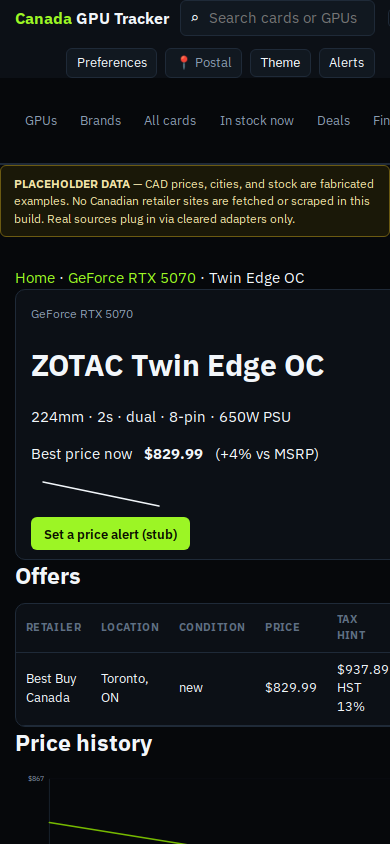 Canada GPU Tracker
Search cards or GPUs
Preferences
📍 Postal
Theme
Alerts
GPUs Brands All cards In stock now Deals Fin
PLACEHOLDER DATA — CAD prices, cities, and stock are fabricated
examples. No Canadian retailer sites are fetched or scraped in this
build. Real sources plug in via cleared adapters only.
Home · GeForce RTX 5070 · Twin Edge OC
GeForce RTX 5070
ZOTAC Twin Edge OC
224mm · 2s · dual · 8-pin · 650W PSU
Best price now $829.99 (+4% vs MSRP)
Set a price alert (stub)
Offers
RETAILER LOCATION CONDITION PRICE TAX HINT
Best Buy Canada Toronto, ON new $829.99 $937.89 HST 13%
Price history
$867